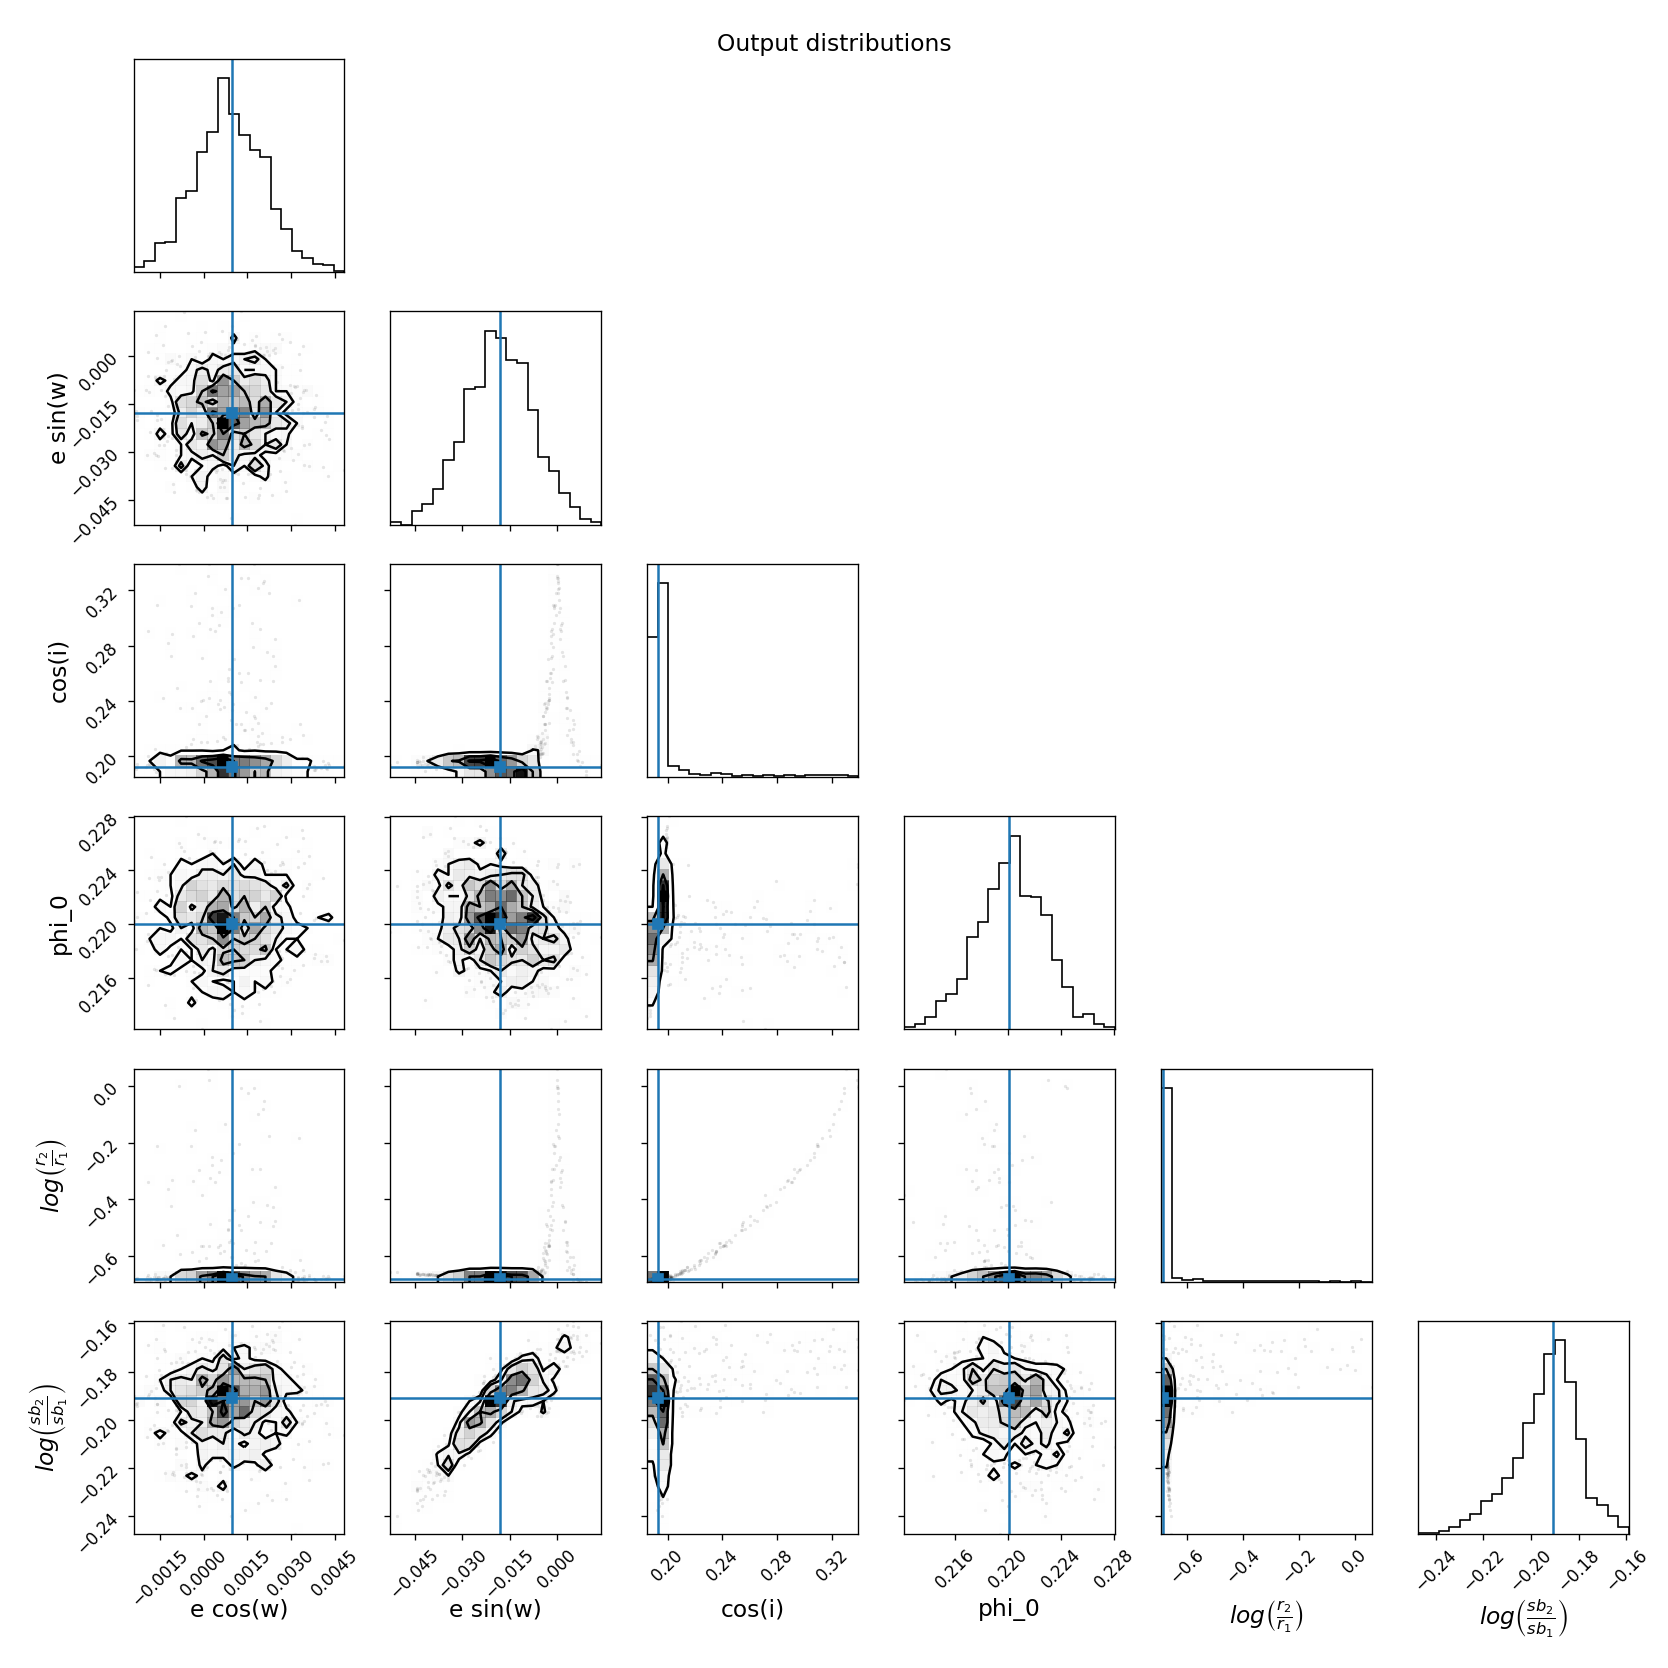 Output distributions
e sin(w)
0.000
−0.015
−0.030
−0.045
cos(i)
0.32
0.28
0.24
0.20
phi_0
0.228
0.224
0.220
0.216
log(r₂/r₁)
0.0
−0.2
−0.4
−0.6
log(sb₂/sb₁)
−0.16
−0.18
−0.20
−0.22
−0.24
−0.0015 0.0000 0.0015 0.0030 0.0045 −0.045 −0.030 −0.015 0.000 0.20 0.24 0.28 0.32 0.216 0.220 0.224 0.228 −0.6 −0.4 −0.2 0.0 −0.24 −0.22 −0.20 −0.18 −0.16
e cos(w) e sin(w) cos(i) phi_0 log(r₂/r₁) log(sb₂/sb₁)